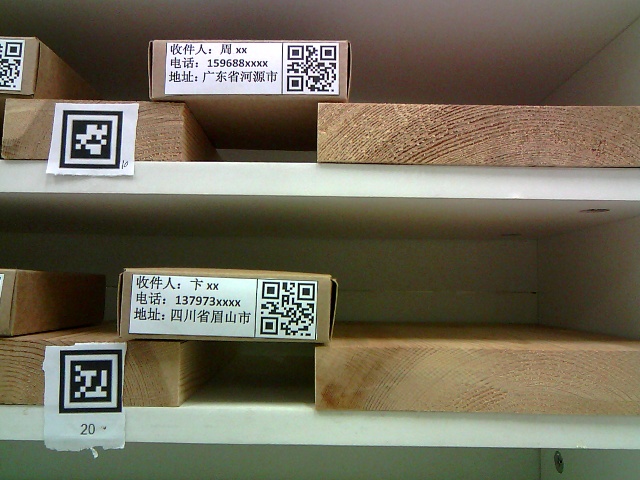 收件人：周 xx
电话：159688xxxx
地址：广东省河源市
10
收件人：卞 xx
电话：137973xxxx
地址：四川省眉山市
20